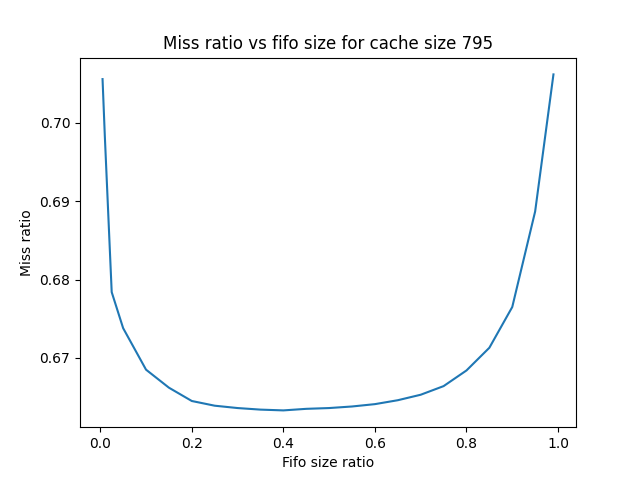 Miss ratio vs fifo size for cache size 795
0.70
0.69
0.68
0.67
Miss ratio
0.0 0.2 0.4 0.6 0.8 1.0
Fifo size ratio